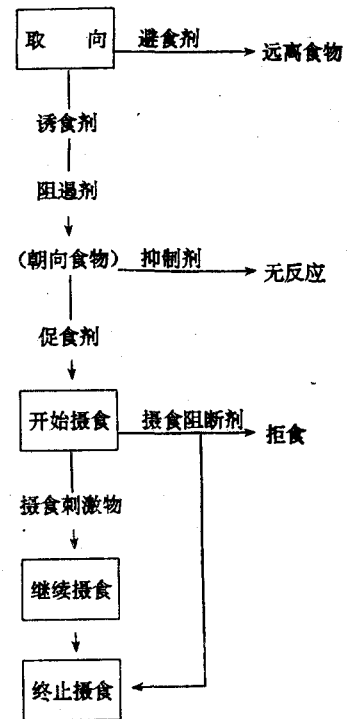 取 向
避食剂
远离食物
诱食剂
阻遏剂
(朝向食物)
抑制剂
无反应
促食剂
开始摄食
摄食阻断剂
拒食
摄食刺激物
继续摄食
终止摄食